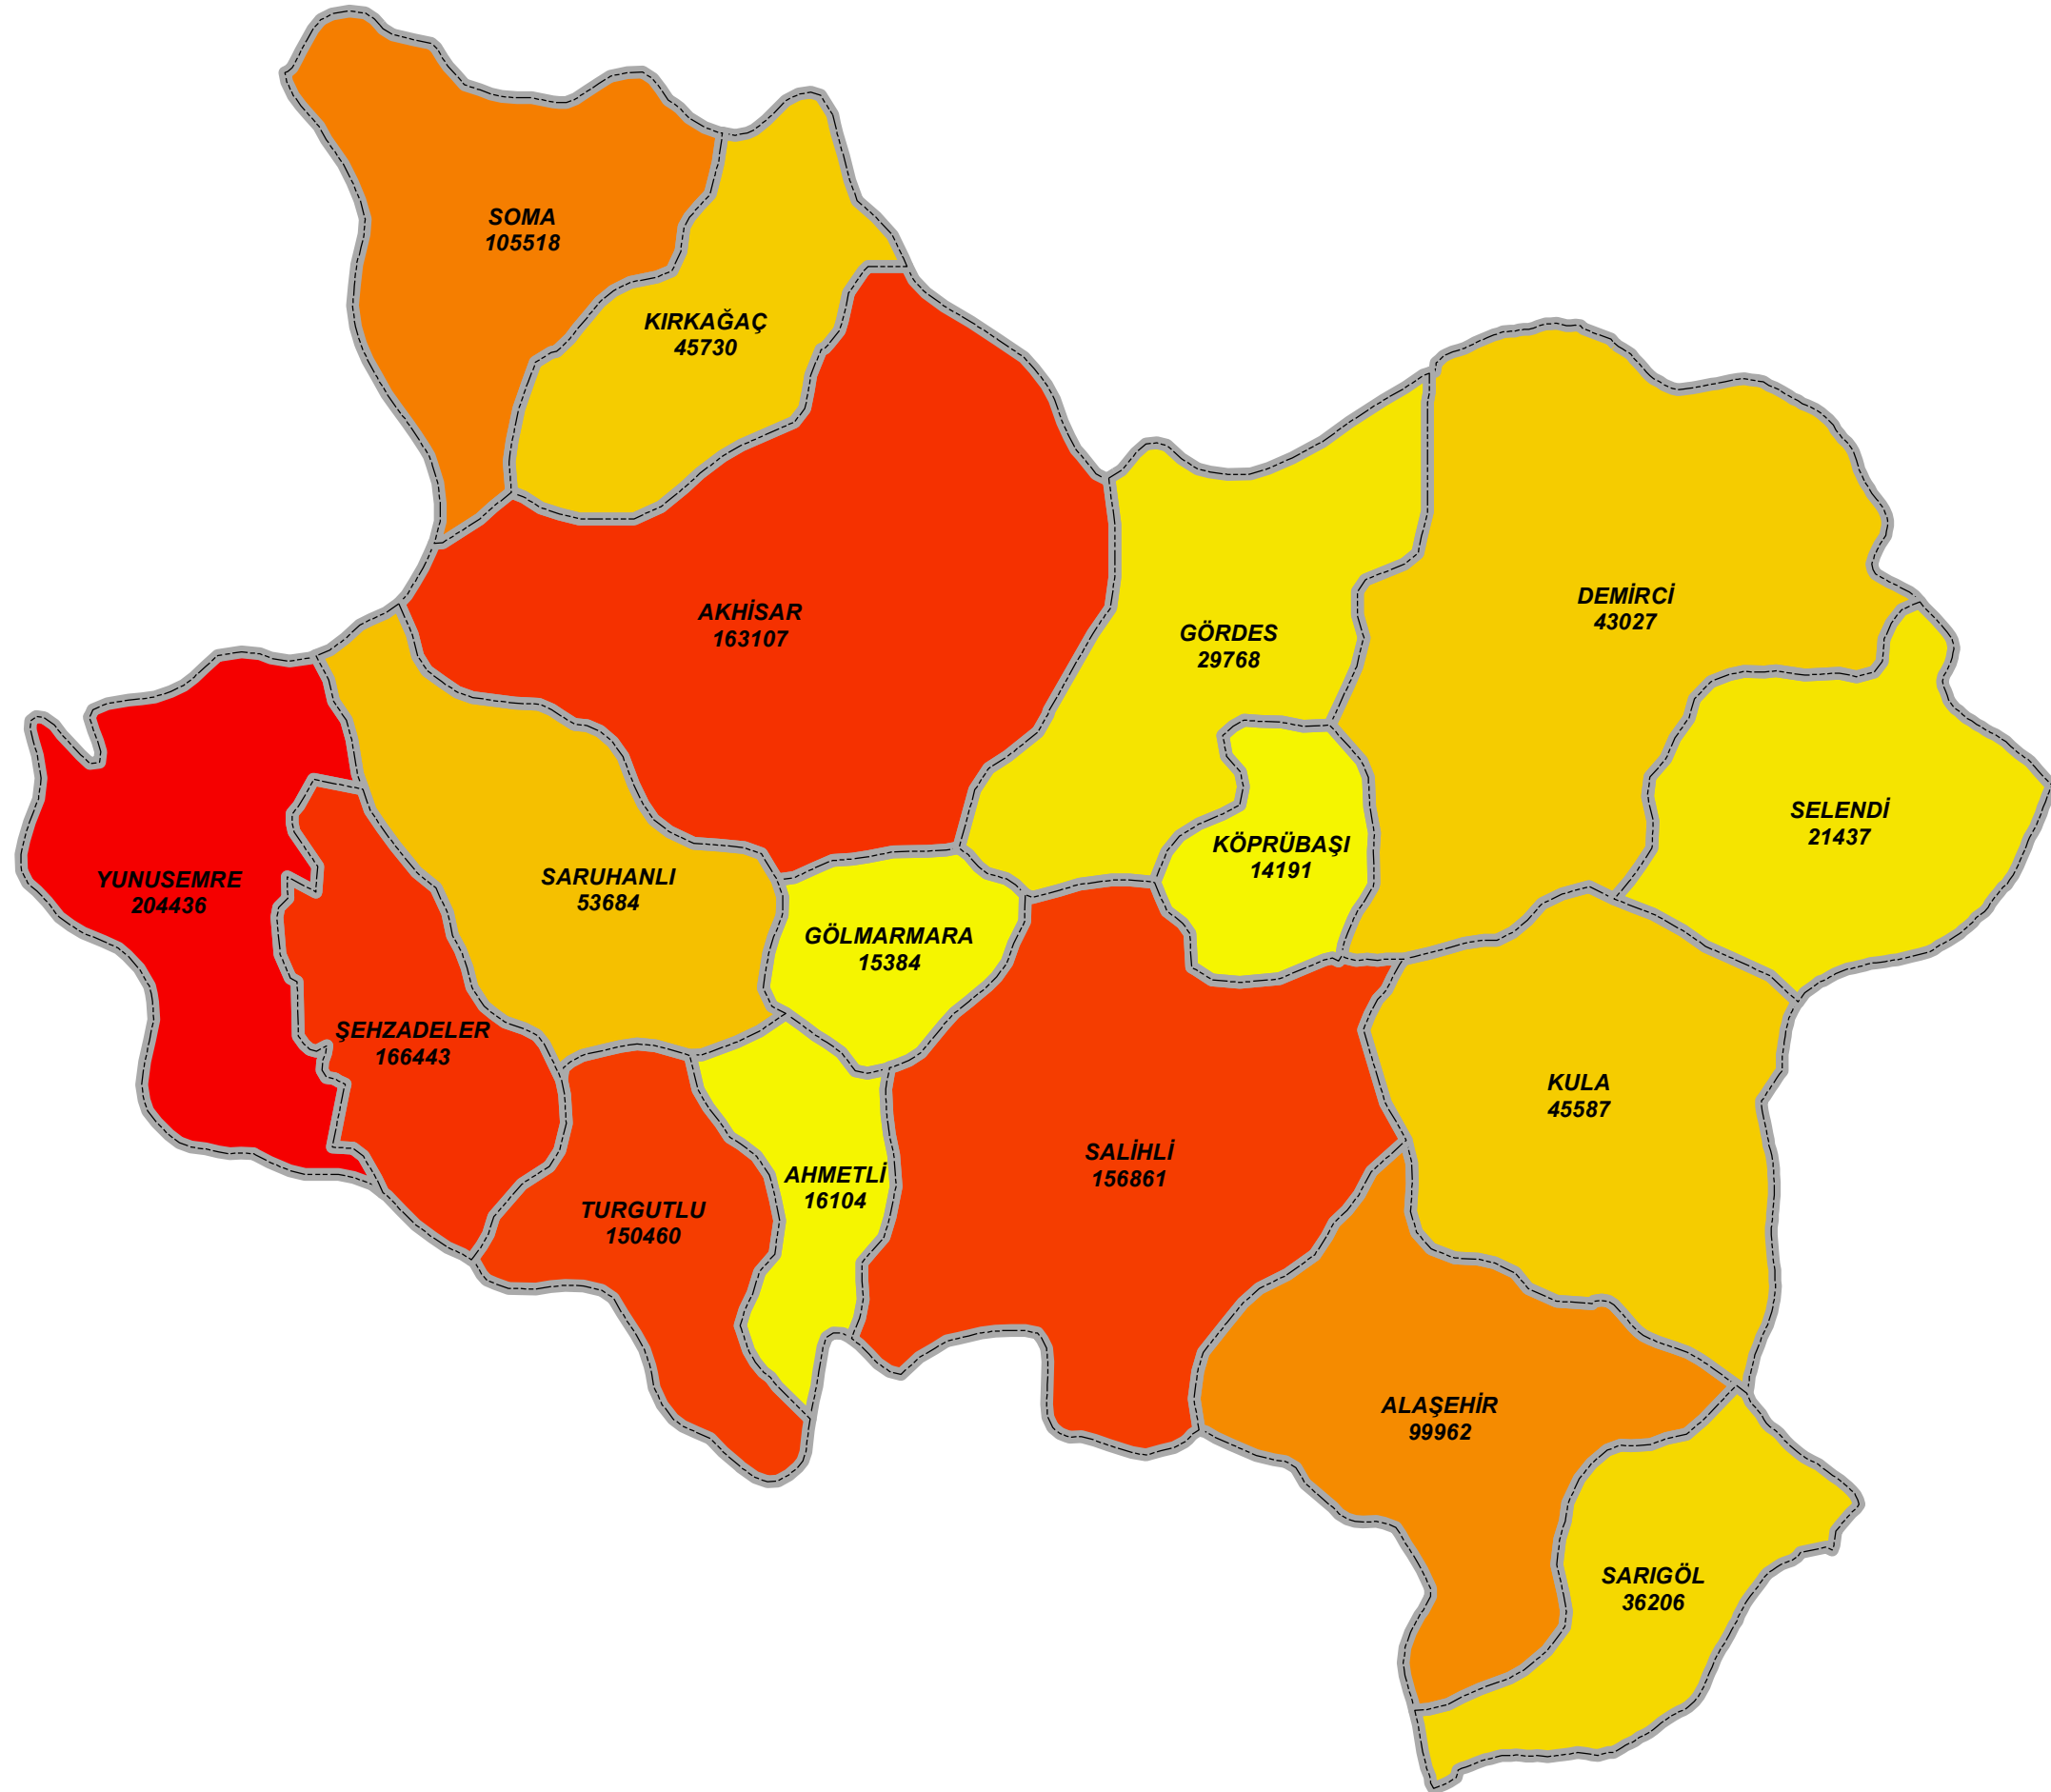 SOMA
105518
KIRKAĞAÇ
45730
AKHİSAR
163107
GÖRDES
29768
DEMİRCİ
43027
SELENDİ
21437
KÖPRÜBAŞI
14191
YUNUSEMRE
204436
SARUHANLI
53684
GÖLMARMARA
15384
ŞEHZADELER
166443
KULA
45587
SALİHLİ
156861
AHMETLİ
16104
TURGUTLU
150460
ALAŞEHİR
99962
SARIGÖL
36206